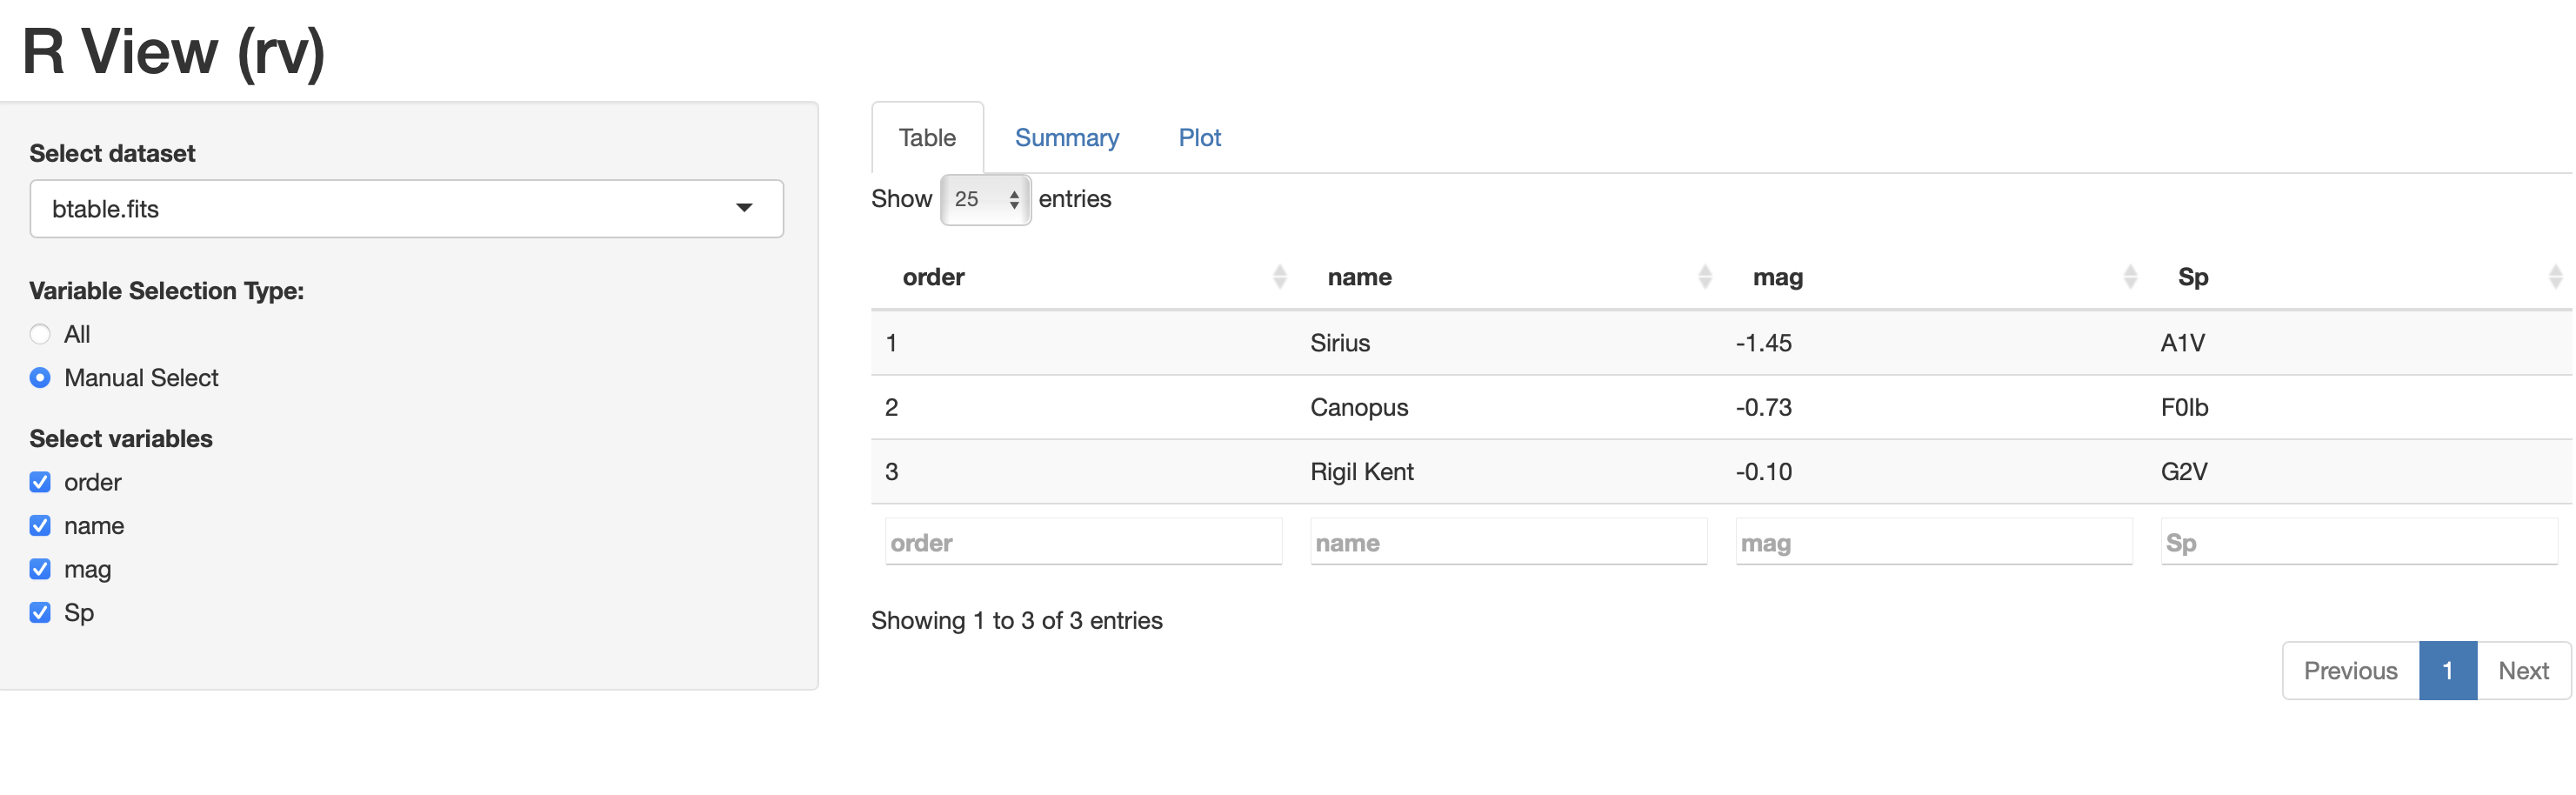 R View (rv)
Select dataset
btable.fits
Variable Selection Type:
All
Manual Select
Select variables
order
name
mag
Sp
Table Summary Plot
Show 25 entries
order name mag Sp
1 Sirius -1.45 A1V
2 Canopus -0.73 F0Ib
3 Rigil Kent -0.10 G2V
order name mag Sp
Showing 1 to 3 of 3 entries
Previous 1 Next